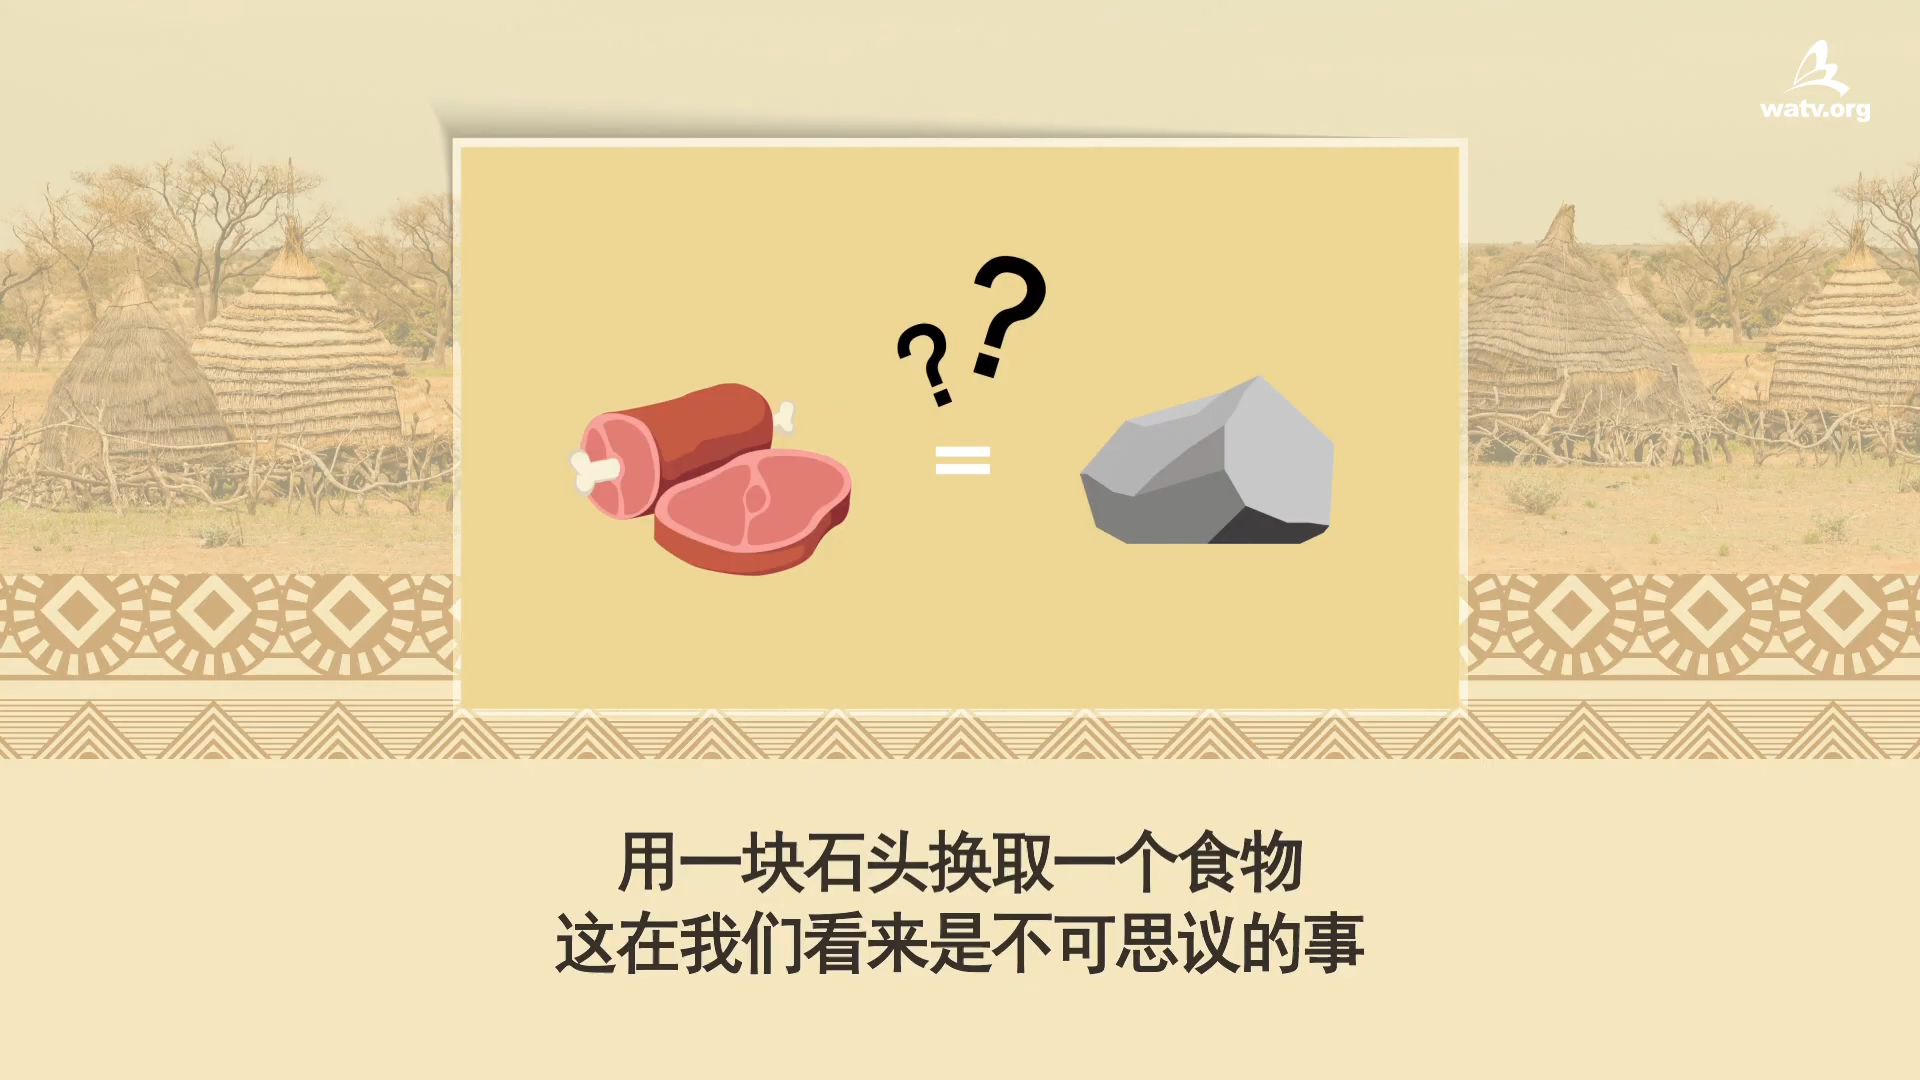 watv.org
??
=
用一块石头换取一个食物
这在我们看来是不可思议的事